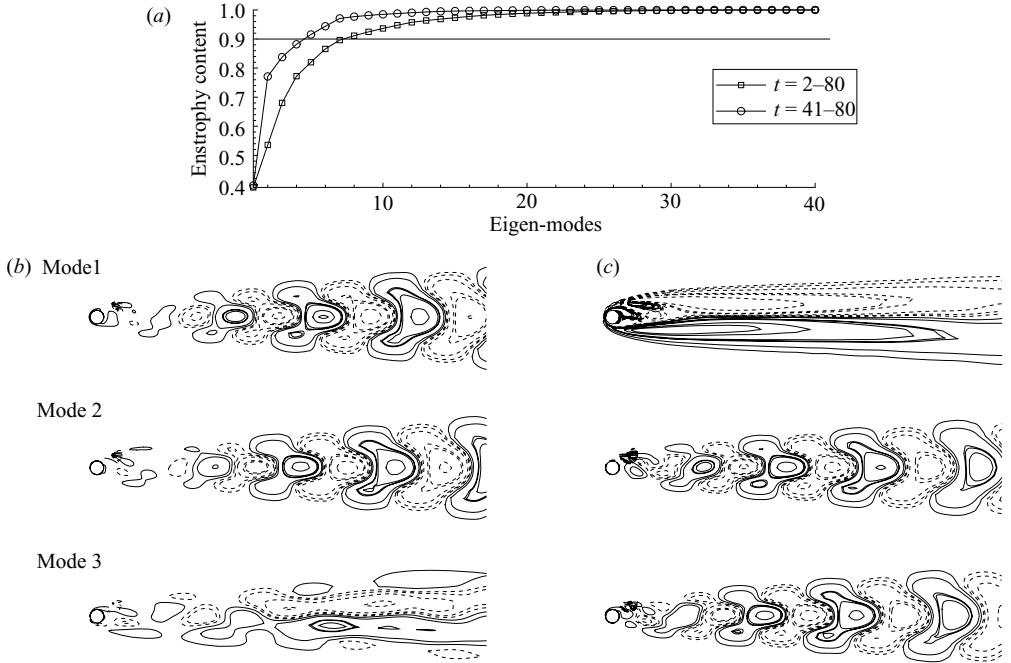 (a)
Enstrophy content
1.0
0.9
0.8
0.7
0.6
0.5
0.4
10
20
30
40
Eigen-modes
t = 2–80
t = 41–80
(b) Mode1
(c)
Mode 2
Mode 3